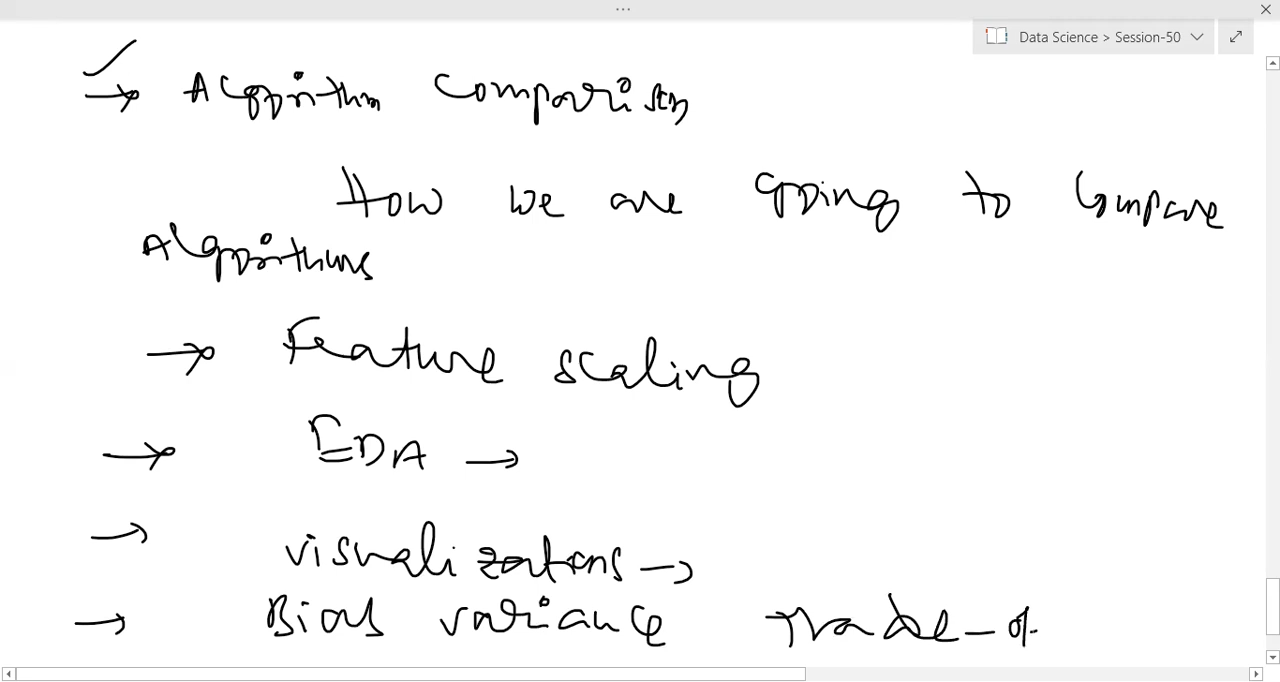 ...
Data Science > Session-50
→ Algorithm Comparison
How we are going to Compare
Algorithms
→ Feature scaling
→ EDA →
→ visualizations →
→ Bias variance Trade-of